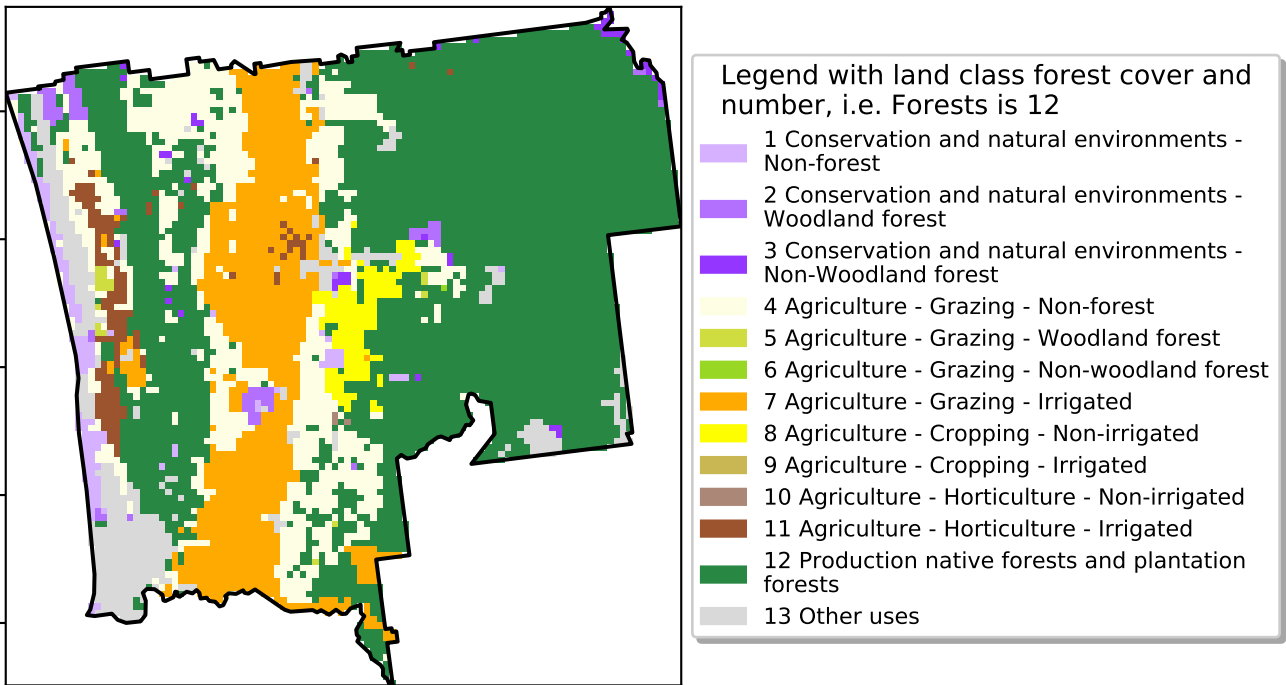 Legend with land class forest cover and
number, i.e. Forests is 12
1 Conservation and natural environments -
Non-forest
2 Conservation and natural environments -
Woodland forest
3 Conservation and natural environments -
Non-Woodland forest
4 Agriculture - Grazing - Non-forest
5 Agriculture - Grazing - Woodland forest
6 Agriculture - Grazing - Non-woodland forest
7 Agriculture - Grazing - Irrigated
8 Agriculture - Cropping - Non-irrigated
9 Agriculture - Cropping - Irrigated
10 Agriculture - Horticulture - Non-irrigated
11 Agriculture - Horticulture - Irrigated
12 Production native forests and plantation
forests
13 Other uses